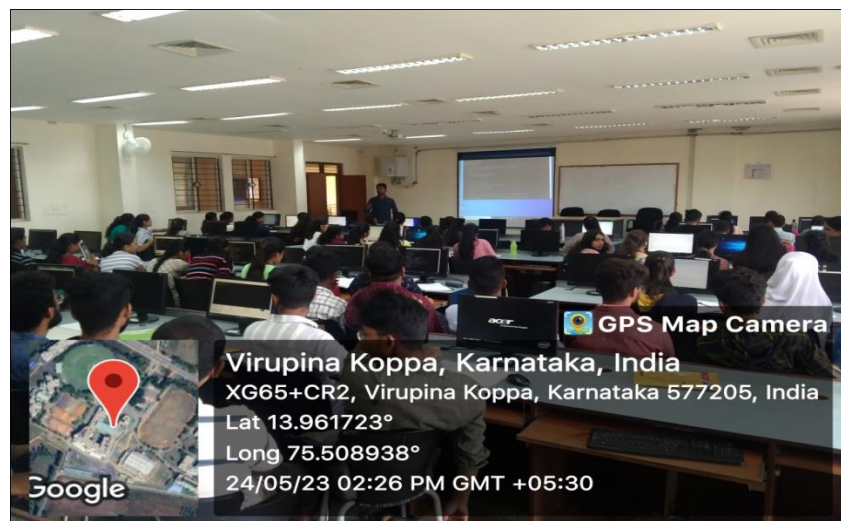 acer
GPS Map Camera
Virupina Koppa, Karnataka, India
XG65+CR2, Virupina Koppa, Karnataka 577205, India
Lat 13.961723°
Long 75.508938°
24/05/23 02:26 PM GMT +05:30
Google